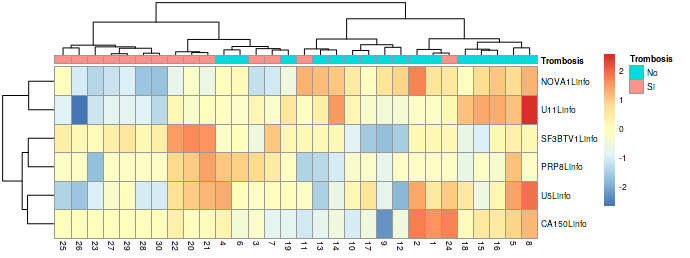 Trombosis
NOVA1Linfo
U11Linfo
SF3BTV1Linfo
PRP8Linfo
U5Linfo
CA150Linfo
25 26 23 27 29 28 30 22 20 21 4 6 3 7 19 11 13 14 10 17 9 12 2 1 24 18 15 16 5 8
2
1
0
-1
-2
Trombosis
No
Si